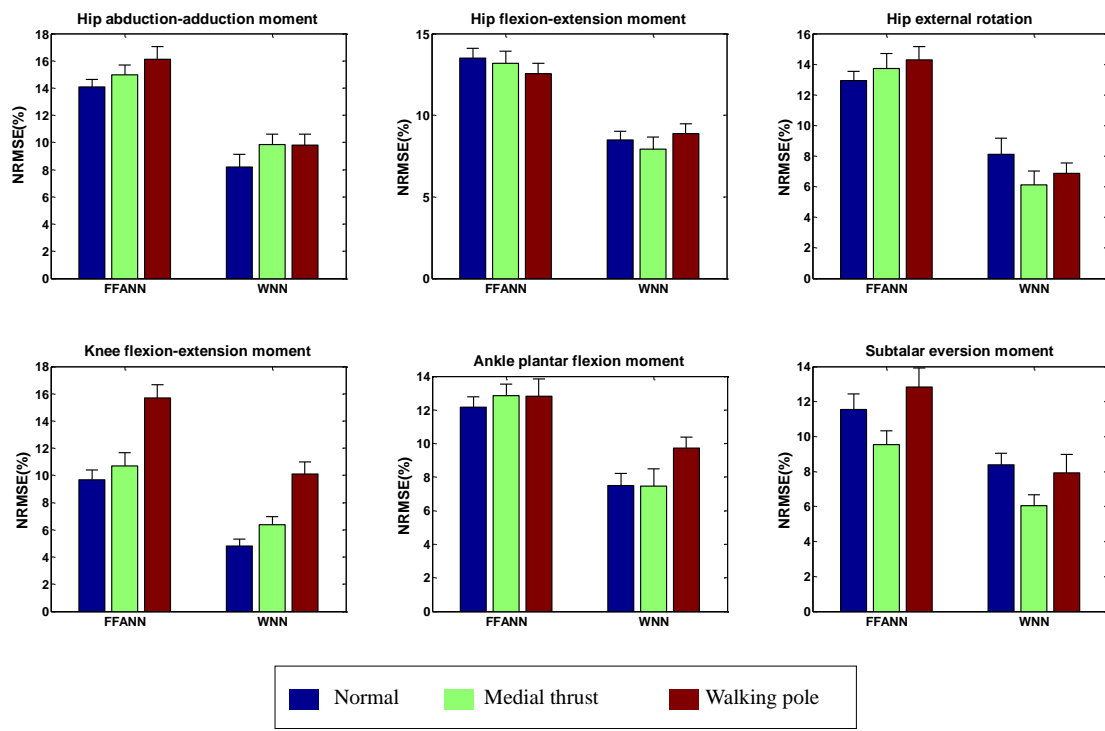 Hip abduction-adduction moment
NRMSE(%)
18
16
14
12
10
8
6
4
2
0
FFANN WNN
Hip flexion-extension moment
NRMSE(%)
15
10
5
0
FFANN WNN
Hip external rotation
NRMSE(%)
16
14
12
10
8
6
4
2
0
FFANN WNN
Knee flexion-extension moment
NRMSE(%)
18
16
14
12
10
8
6
4
2
0
FFANN WNN
Ankle plantar flexion moment
NRMSE(%)
14
12
10
8
6
4
2
0
FFANN WNN
Subtalar eversion moment
NRMSE(%)
14
12
10
8
6
4
2
0
FFANN WNN
Normal Medial thrust Walking pole